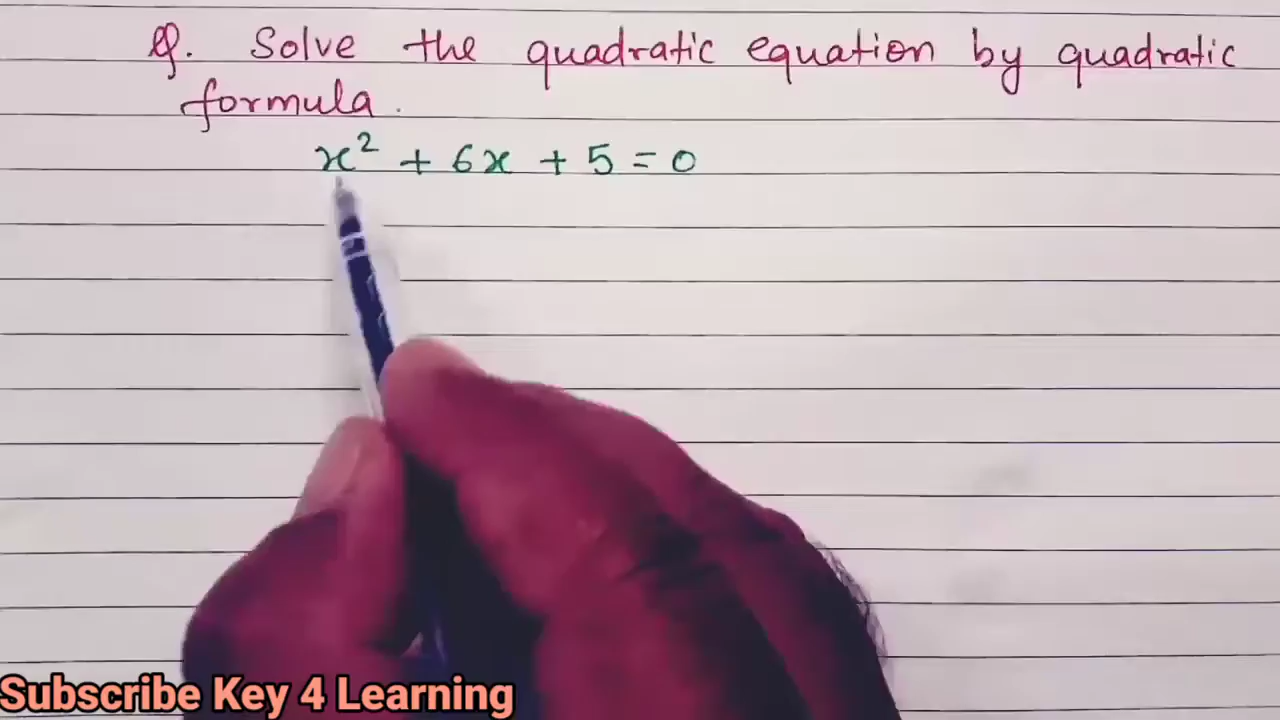 Q. Solve the quadratic equation by quadratic
formula.
x² + 6x + 5 = 0
Subscribe Key 4 Learning